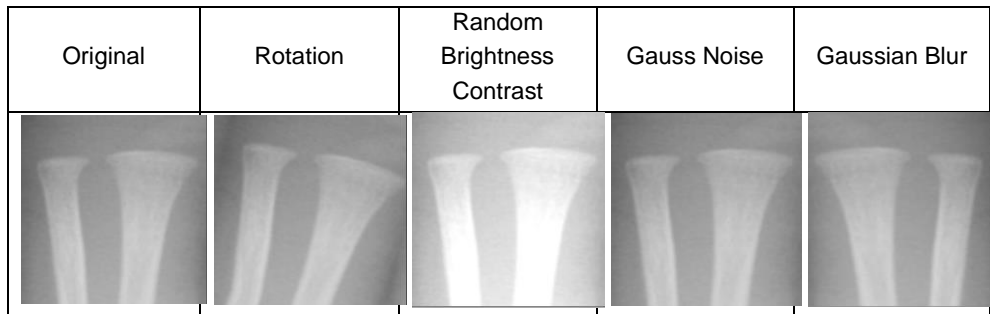 Original
Rotation
Random
Brightness
Contrast
Gauss Noise
Gaussian Blur